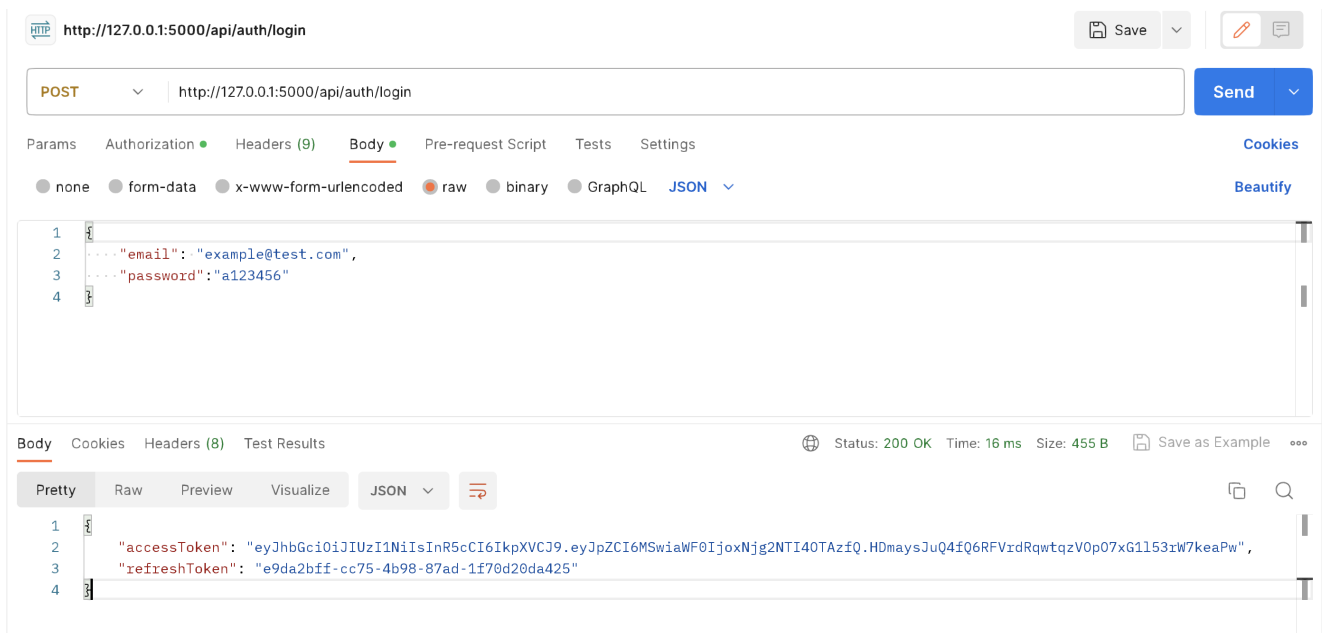 HTTP http://127.0.0.1:5000/api/auth/login Save
POST http://127.0.0.1:5000/api/auth/login Send
Params Authorization Headers (9) Body Pre-request Script Tests Settings Cookies
none form-data x-www-form-urlencoded raw binary GraphQL JSON Beautify
1 {
2 "email": "example@test.com",
3 "password":"a123456"
4 }
Body Cookies Headers (8) Test Results Status: 200 OK Time: 16 ms Size: 455 B Save as Example
Pretty Raw Preview Visualize JSON
1 {
2 "accessToken": "eyJhbGciOiJIUzI1NiIsInR5cCI6IkpXVCJ9.eyJpZCI6MSwiaWF0IjoxNjg2NTI4OTAzfQ.HDmaysJuQ4fQ6RFVrdRqwtqzVOpO7xG1l53rW7keaPw",
3 "refreshToken": "e9da2bff-cc75-4b98-87ad-1f70d20da425"
4 }